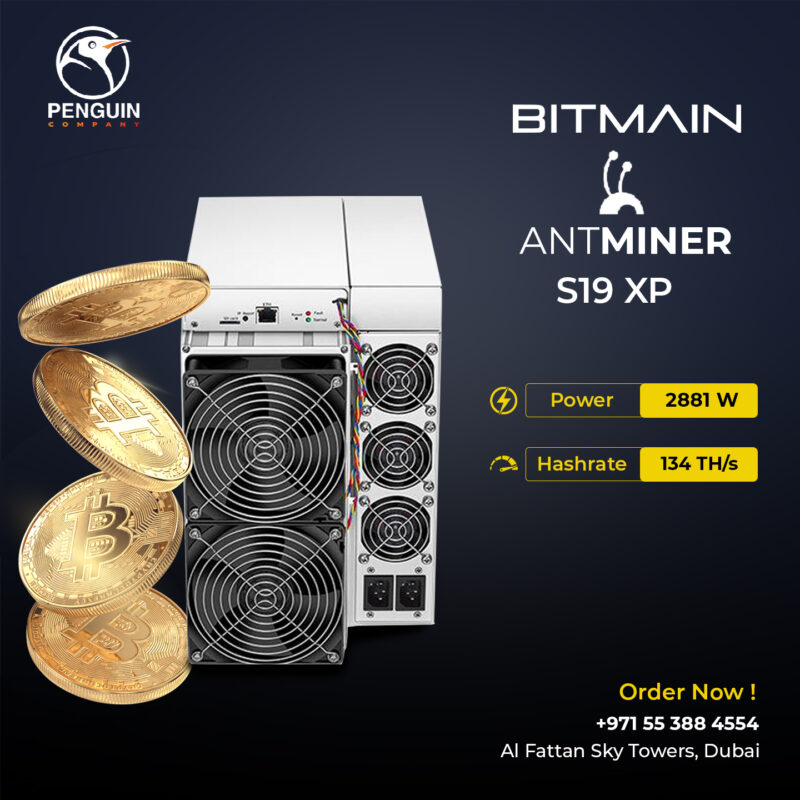 PENGUIN
COMPANY
BITMAIN
ANTMINER
S19 XP
ETH
SD card
IP Report
Reset
Fault
Normal
Power 2881 W
Hashrate 134 TH/s
Order Now !
+971 55 388 4554
Al Fattan Sky Towers, Dubai